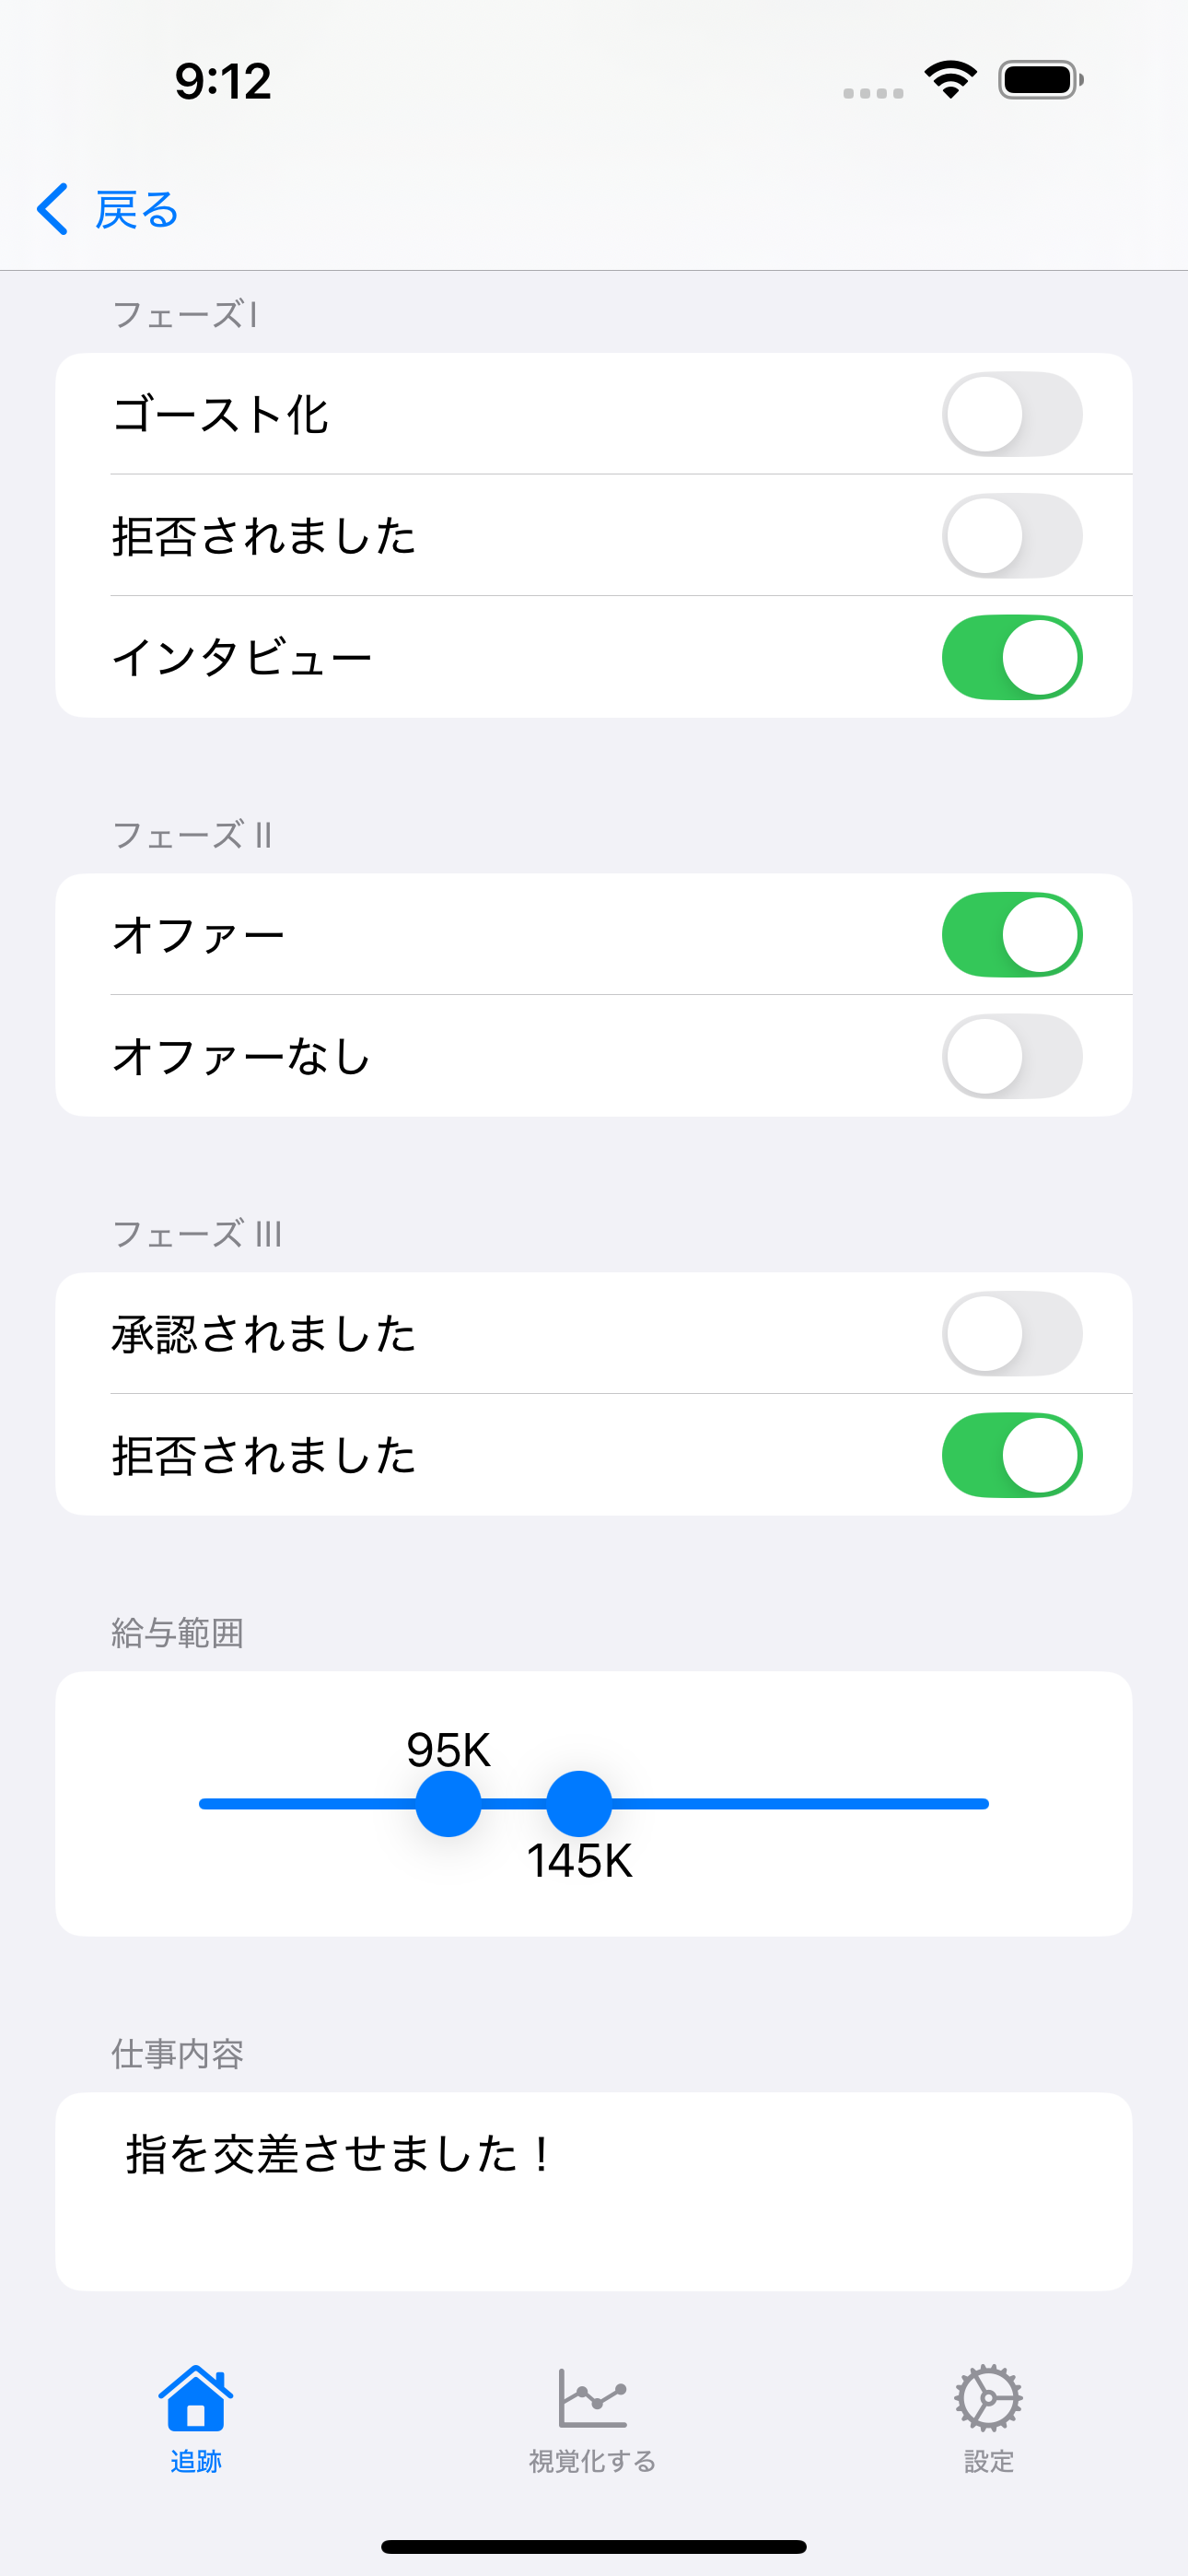 9:12
戻る
フェーズI
ゴースト化
拒否されました
インタビュー
フェーズ II
オファー
オファーなし
フェーズ III
承認されました
拒否されました
給与範囲
95K
145K
仕事内容
指を交差させました！
追跡
視覚化する
設定